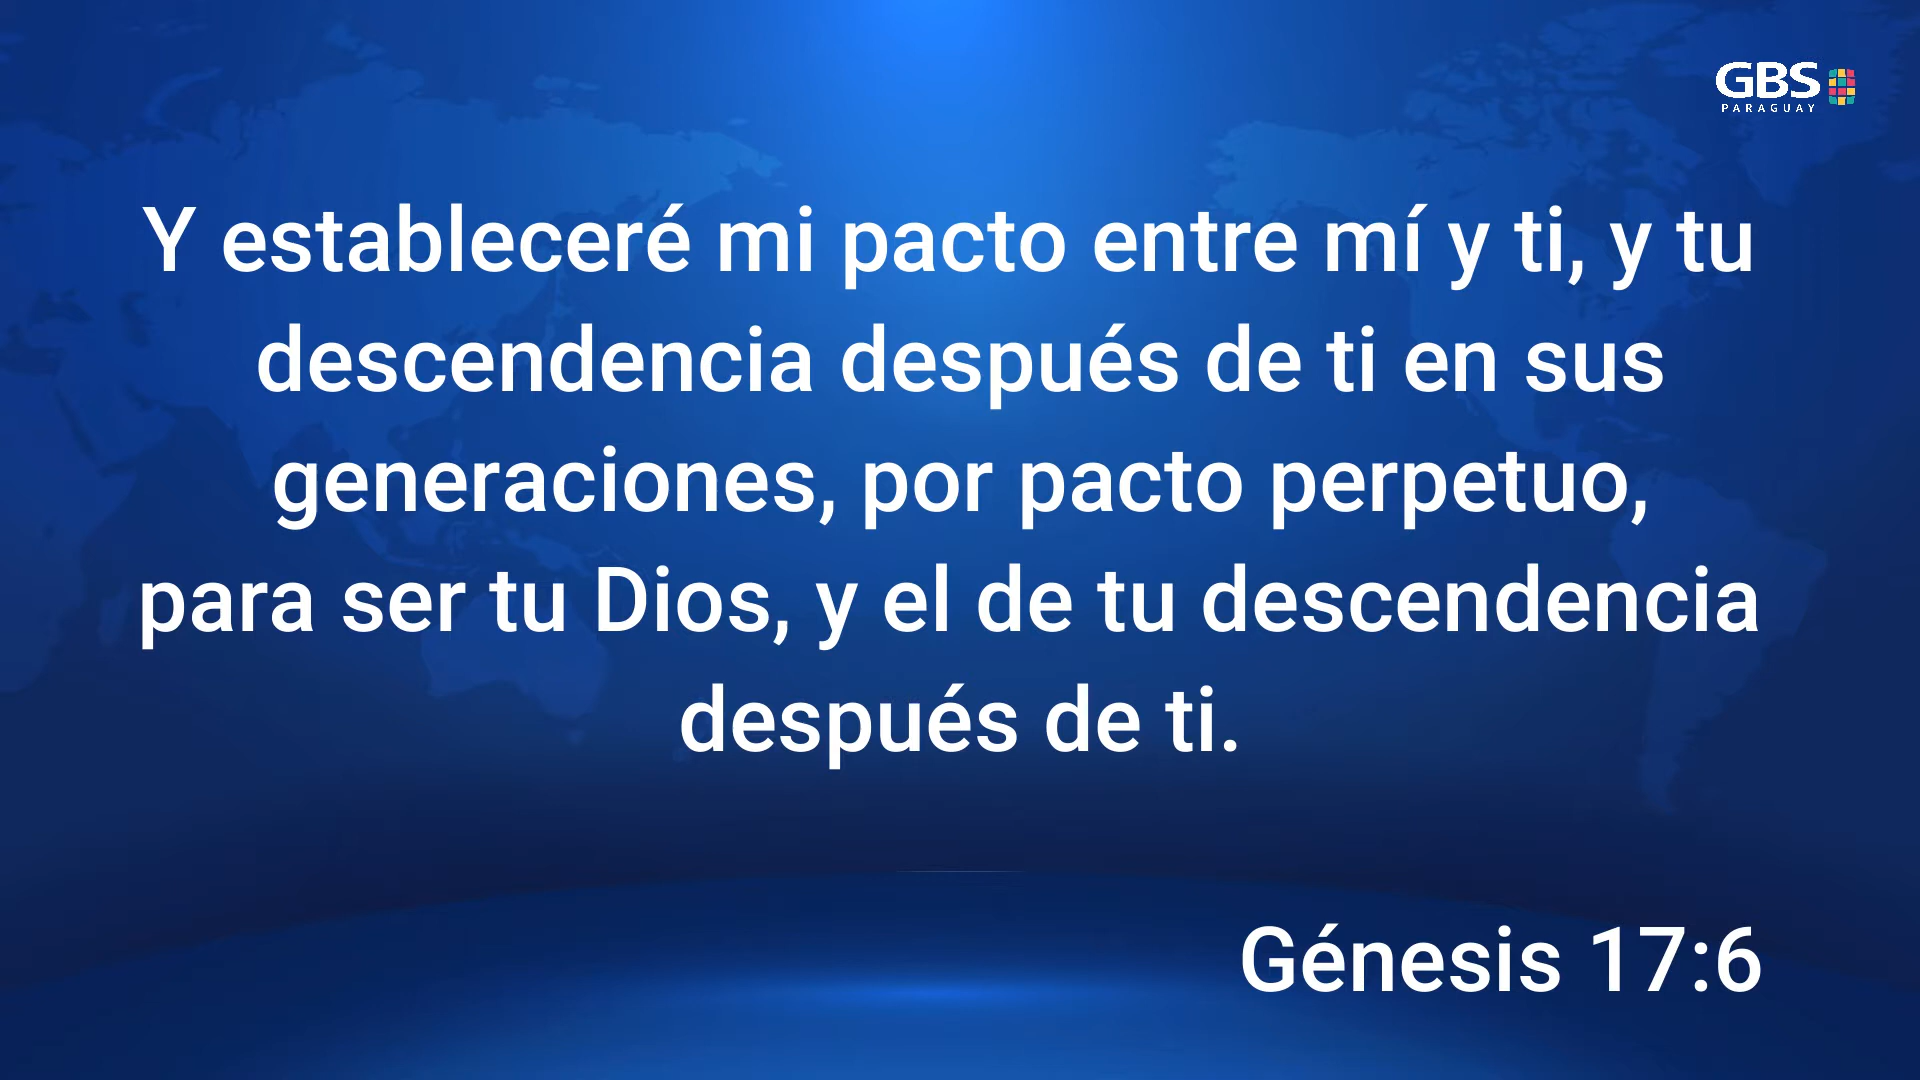 GBS
PARAGUAY
Y estableceré mi pacto entre mí y ti, y tu
descendencia después de ti en sus
generaciones, por pacto perpetuo,
para ser tu Dios, y el de tu descendencia
después de ti.
Génesis 17:6